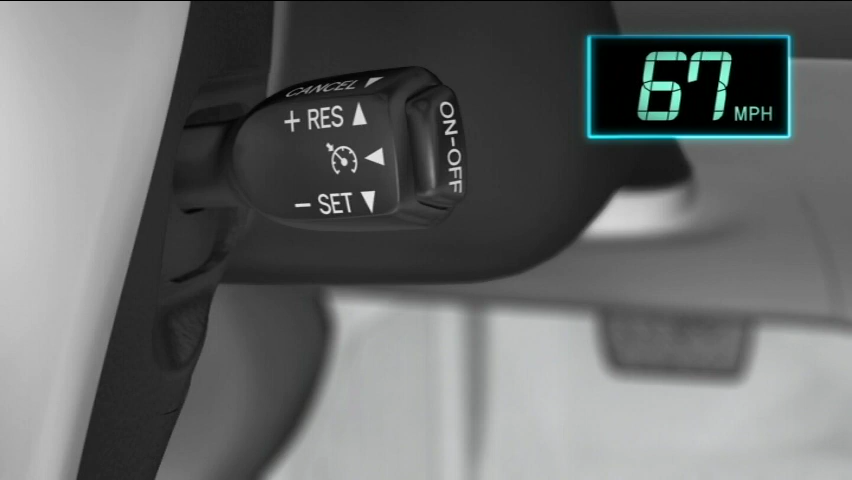 CANCEL
+ RES
- SET
ON-OFF
67 MPH